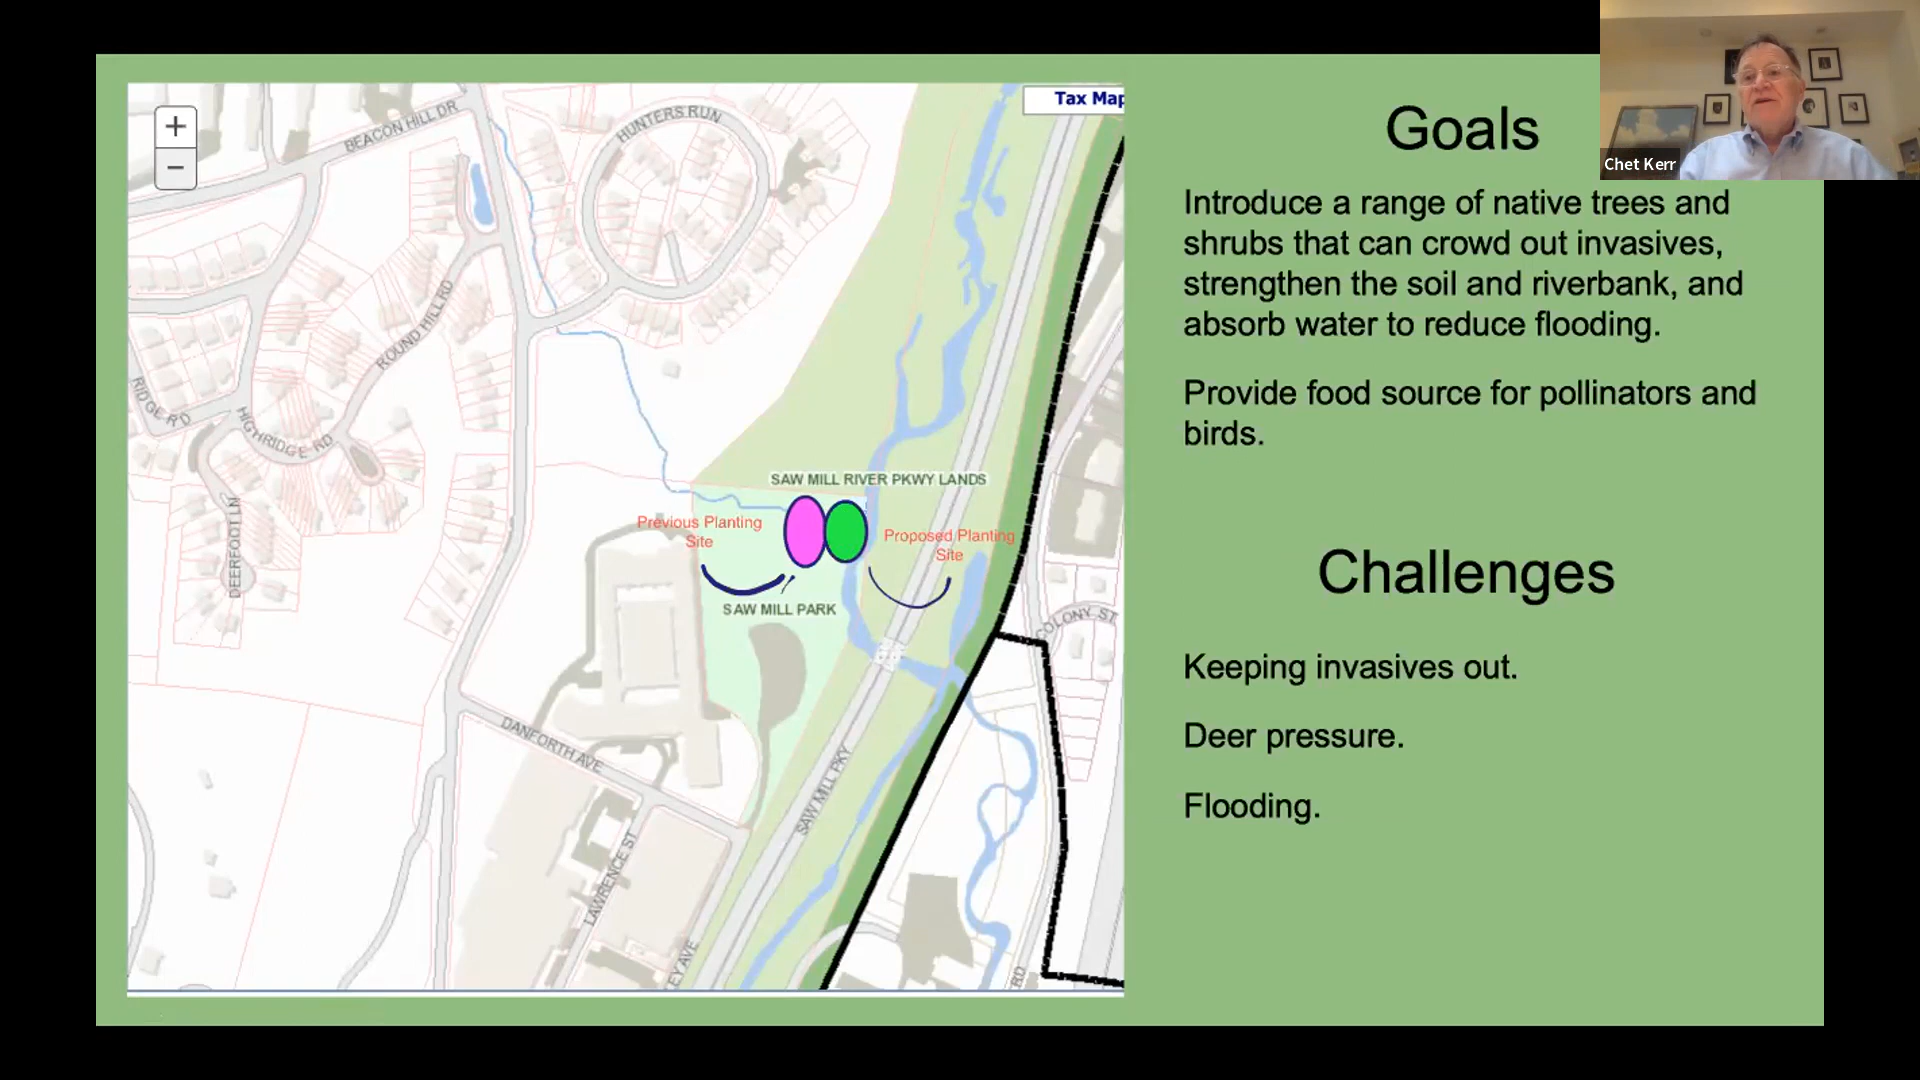 Tax Map
+
−
BEACON HILL DR
HUNTERS RUN
ROUND HILL RD
RIDGE RD
HIGHRIDGE RD
DEERFOOT LN
SAW MILL RIVER PKWY LANDS
Previous Planting
Site
Proposed Planting
Site
SAW MILL PARK
COLONY ST
DANFORTH AVE
SAW MILL PKY
LAWRENCE ST
EY AVE
RD
Goals
Introduce a range of native trees and
shrubs that can crowd out invasives,
strengthen the soil and riverbank, and
absorb water to reduce flooding.
Provide food source for pollinators and
birds.
Challenges
Keeping invasives out.
Deer pressure.
Flooding.
Chet Kerr